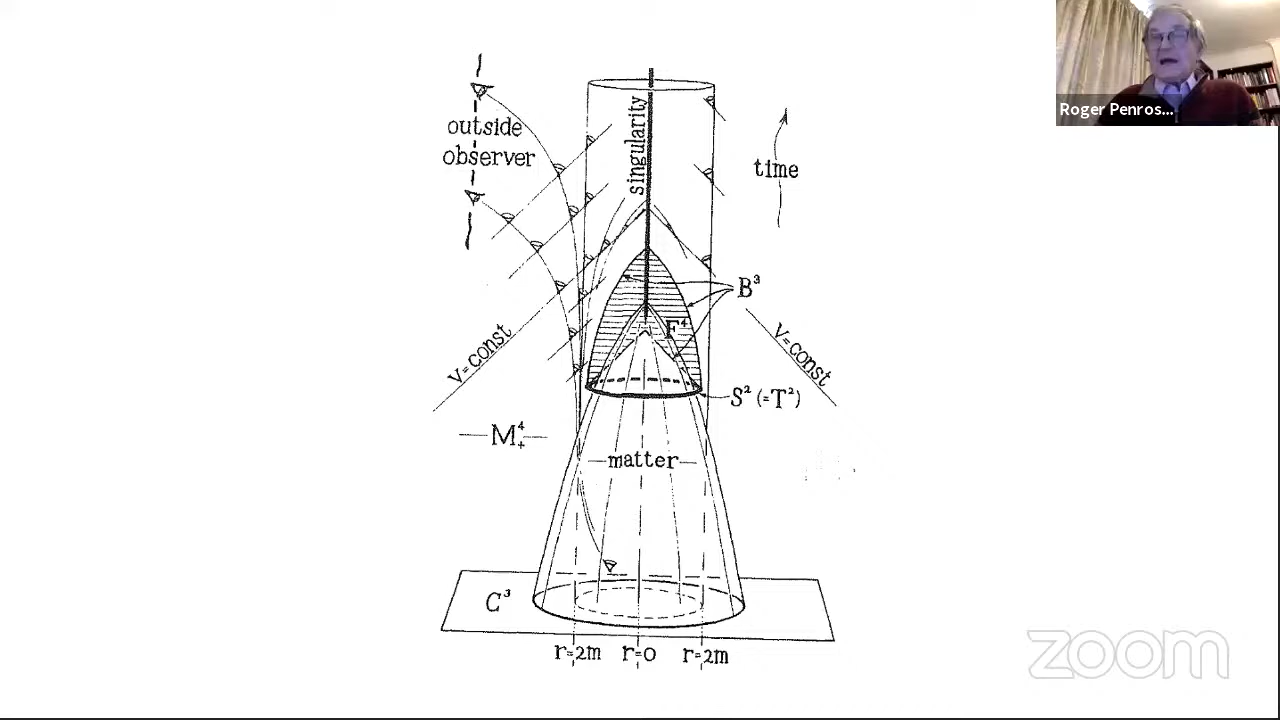 Roger Penros...
outside
observer
singularity
time
B³
F⁴
V=const
V=const
S² (=T²)
M⁴₊
matter
C³
r=2m
r=0
r=2m
zoom